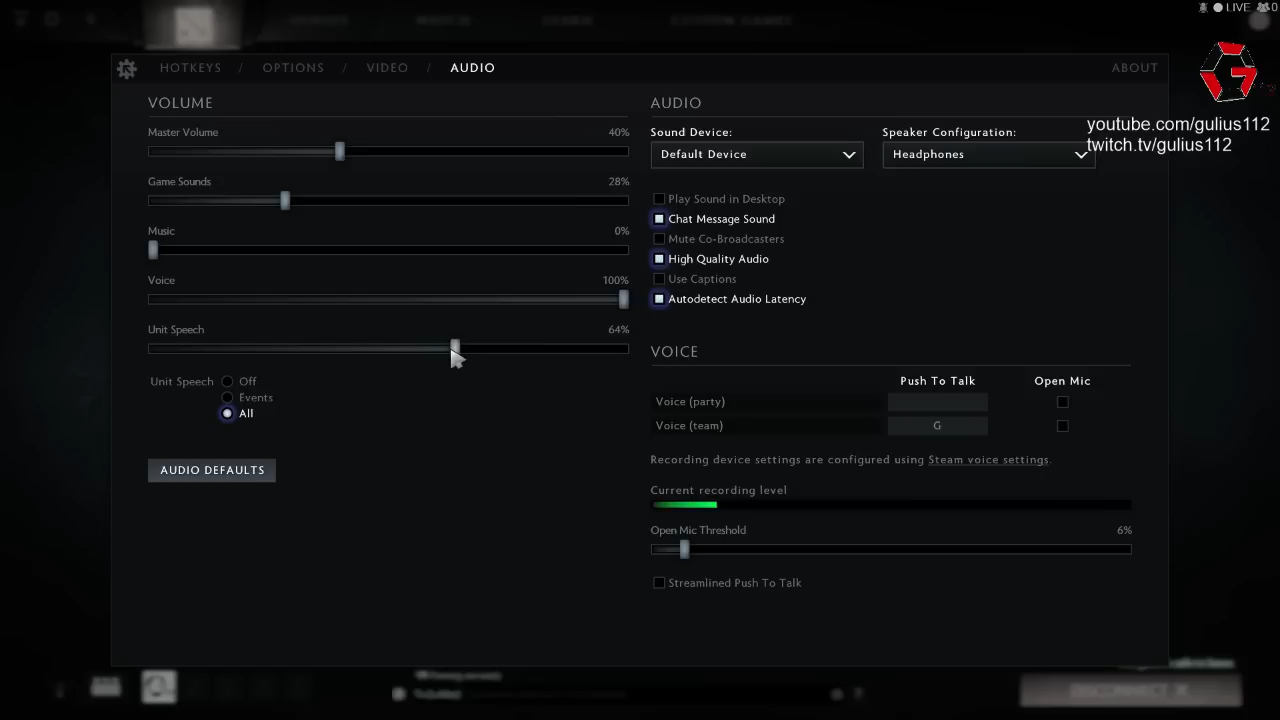 LIVE 0
HOTKEYS / OPTIONS / VIDEO / AUDIO ABOUT
VOLUME
Master Volume 40%
Game Sounds 28%
Music 0%
Voice 100%
Unit Speech 64%
Unit Speech Off
Events
All
AUDIO DEFAULTS
AUDIO
Sound Device: Speaker Configuration:
Default Device Headphones
youtube.com/gulius112
twitch.tv/gulius112
Play Sound in Desktop
Chat Message Sound
Mute Co-Broadcasters
High Quality Audio
Use Captions
Autodetect Audio Latency
VOICE
Push To Talk Open Mic
Voice (party)
Voice (team) G
Recording device settings are configured using Steam voice settings.
Current recording level
Open Mic Threshold 6%
Streamlined Push To Talk